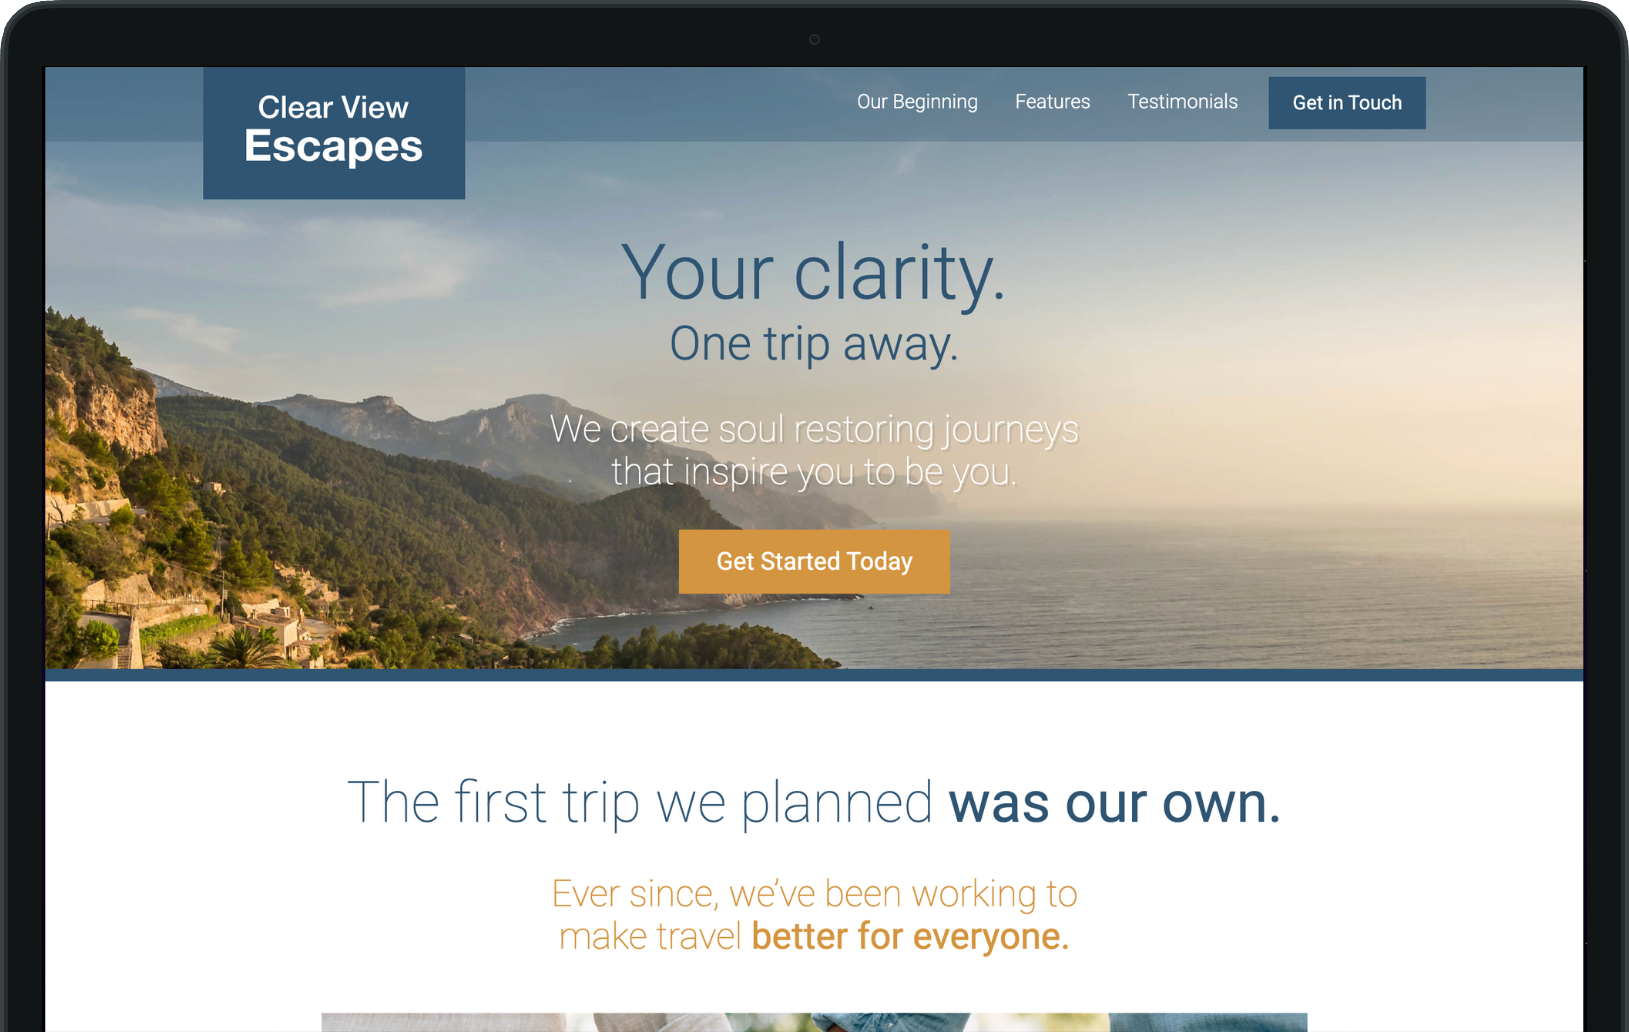 Clear View
Escapes
Our Beginning
Features
Testimonials
Get in Touch
Your clarity.
One trip away.
We create soul restoring journeys
that inspire you to be you.
Get Started Today
The first trip we planned was our own.
Ever since, we’ve been working to
make travel better for everyone.